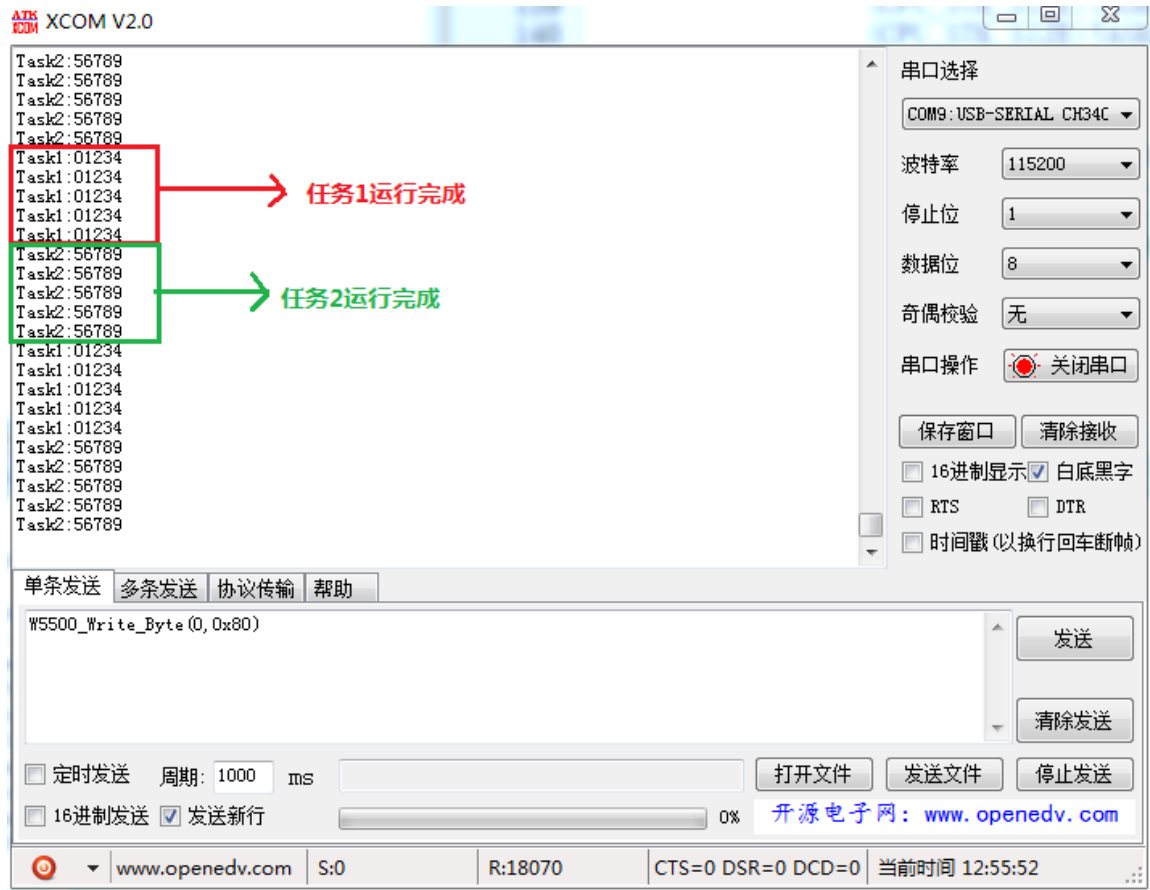 ATK XCOM XCOM V2.0
Task2:56789
Task2:56789
Task2:56789
Task2:56789
Task2:56789
Task1:01234
Task1:01234
Task1:01234
Task1:01234
Task1:01234
任务1运行完成
Task2:56789
Task2:56789
Task2:56789
Task2:56789
Task2:56789
任务2运行完成
Task1:01234
Task1:01234
Task1:01234
Task1:01234
Task1:01234
Task2:56789
Task2:56789
Task2:56789
Task2:56789
Task2:56789
串口选择
COM9:USB-SERIAL CH34C
波特率 115200
停止位 1
数据位 8
奇偶校验 无
串口操作 关闭串口
保存窗口 清除接收
16进制显示 白底黑字
RTS DTR
时间戳(以换行回车断帧)
单条发送 多条发送 协议传输 帮助
W5500_Write_Byte(0,0x80)
发送
清除发送
定时发送 周期: 1000 ms 打开文件 发送文件 停止发送
16进制发送 发送新行 0% 开源电子网: www.openedv.com
www.openedv.com S:0 R:18070 CTS=0 DSR=0 DCD=0 当前时间 12:55:52